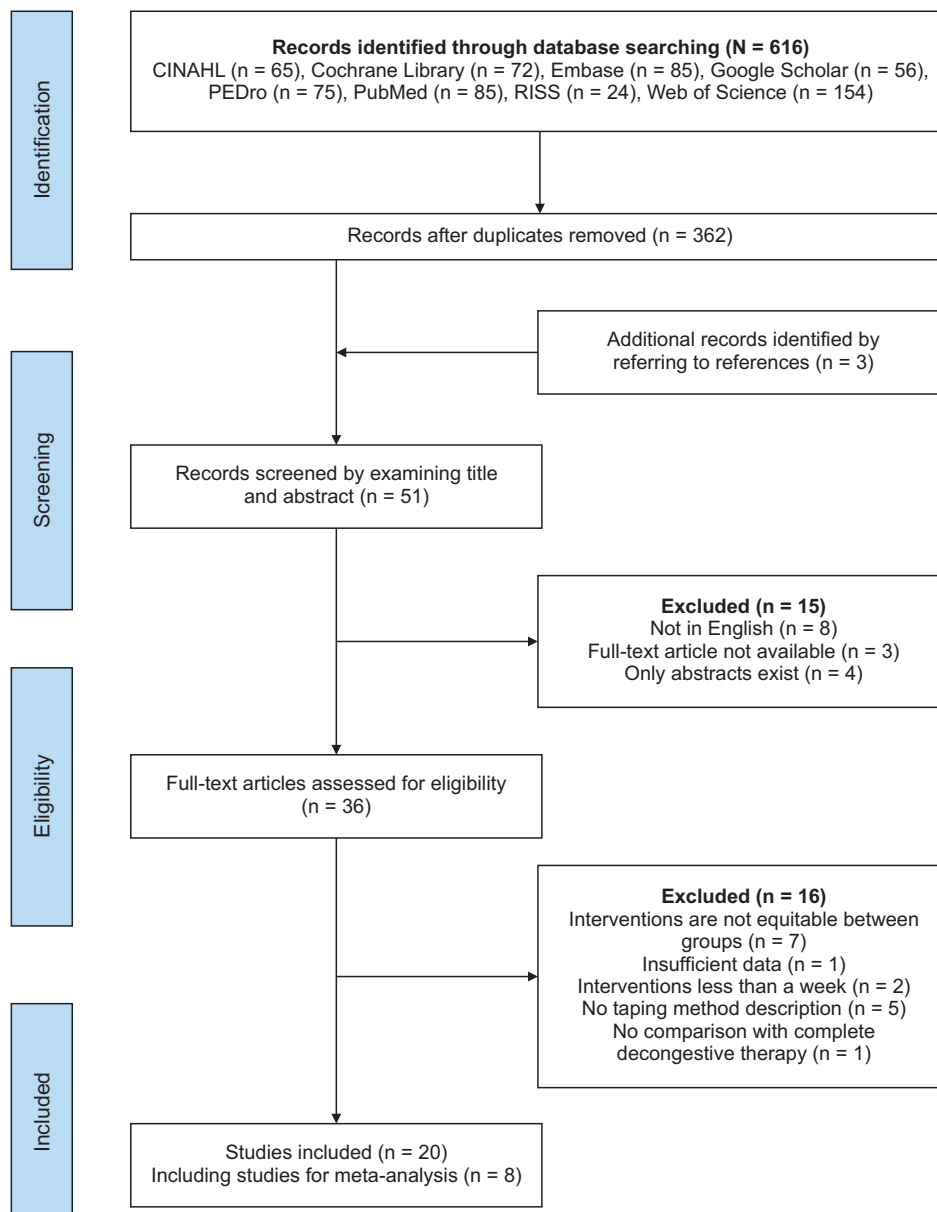 Identification
Records identified through database searching (N = 616)
CINAHL (n = 65), Cochrane Library (n = 72), Embase (n = 85), Google Scholar (n = 56),
PEDro (n = 75), PubMed (n = 85), RISS (n = 24), Web of Science (n = 154)
Records after duplicates removed (n = 362)
Screening
Additional records identified by
referring to references (n = 3)
Records screened by examining title
and abstract (n = 51)
Excluded (n = 15)
Not in English (n = 8)
Full-text article not available (n = 3)
Only abstracts exist (n = 4)
Eligibility
Full-text articles assessed for eligibility
(n = 36)
Excluded (n = 16)
Interventions are not equitable between
groups (n = 7)
Insufficient data (n = 1)
Interventions less than a week (n = 2)
No taping method description (n = 5)
No comparison with complete
decongestive therapy (n = 1)
Included
Studies included (n = 20)
Including studies for meta-analysis (n = 8)